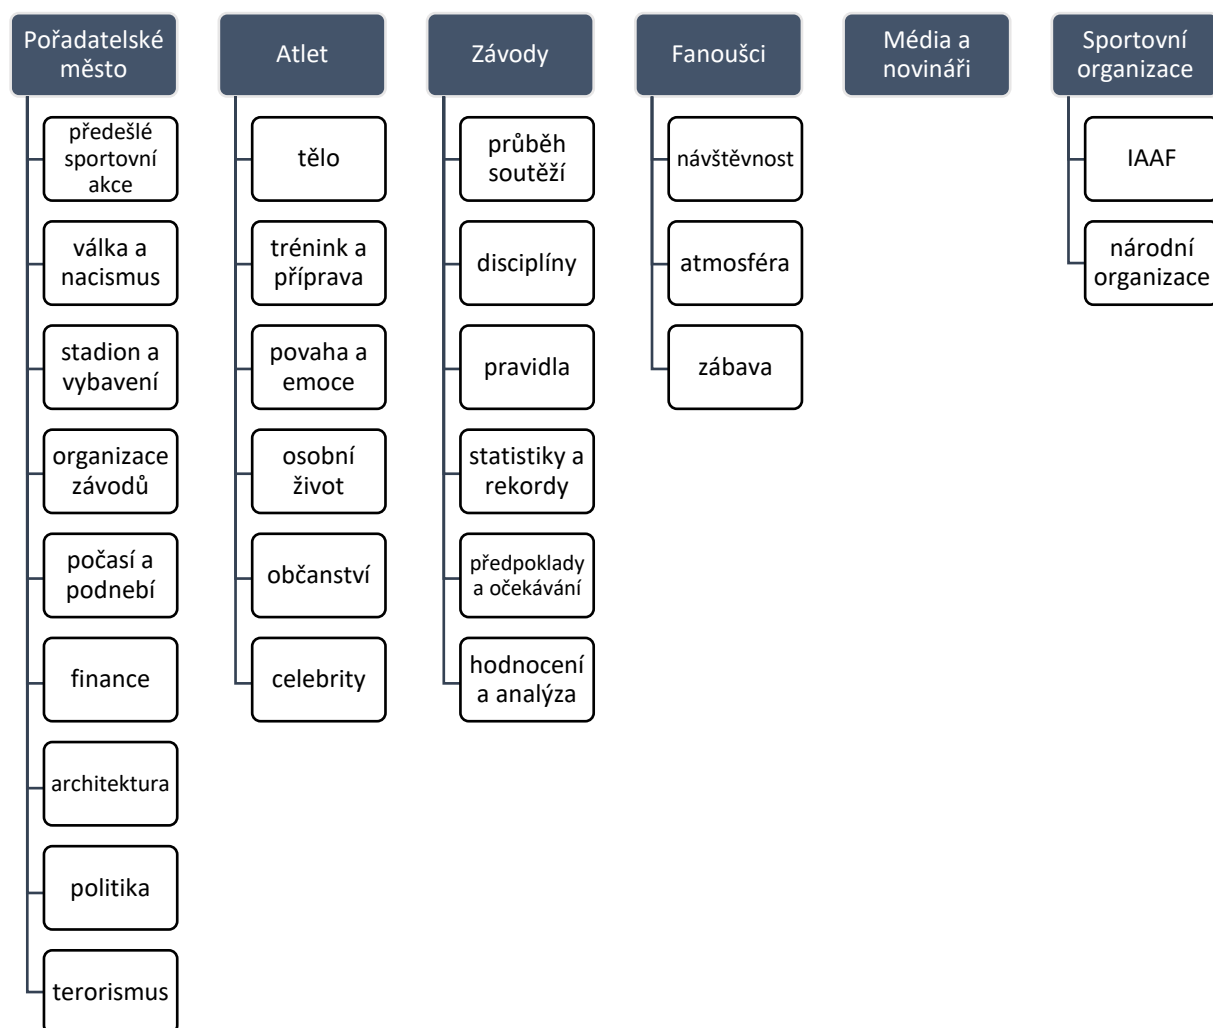 Pořadatelské
město
předešlé
sportovní
akce
válka a
nacismus
stadion a
vybavení
organizace
závodů
počasí a
podnebí
finance
architektura
politika
terorismus
Atlet
tělo
trénink a
příprava
povaha a
emoce
osobní
život
občanství
celebrity
Závody
průběh
soutěží
disciplíny
pravidla
statistiky a
rekordy
předpoklady
a očekávání
hodnocení
a analýza
Fanoušci
návštěvnost
atmosféra
zábava
Média a
novináři
Sportovní
organizace
IAAF
národní
organizace